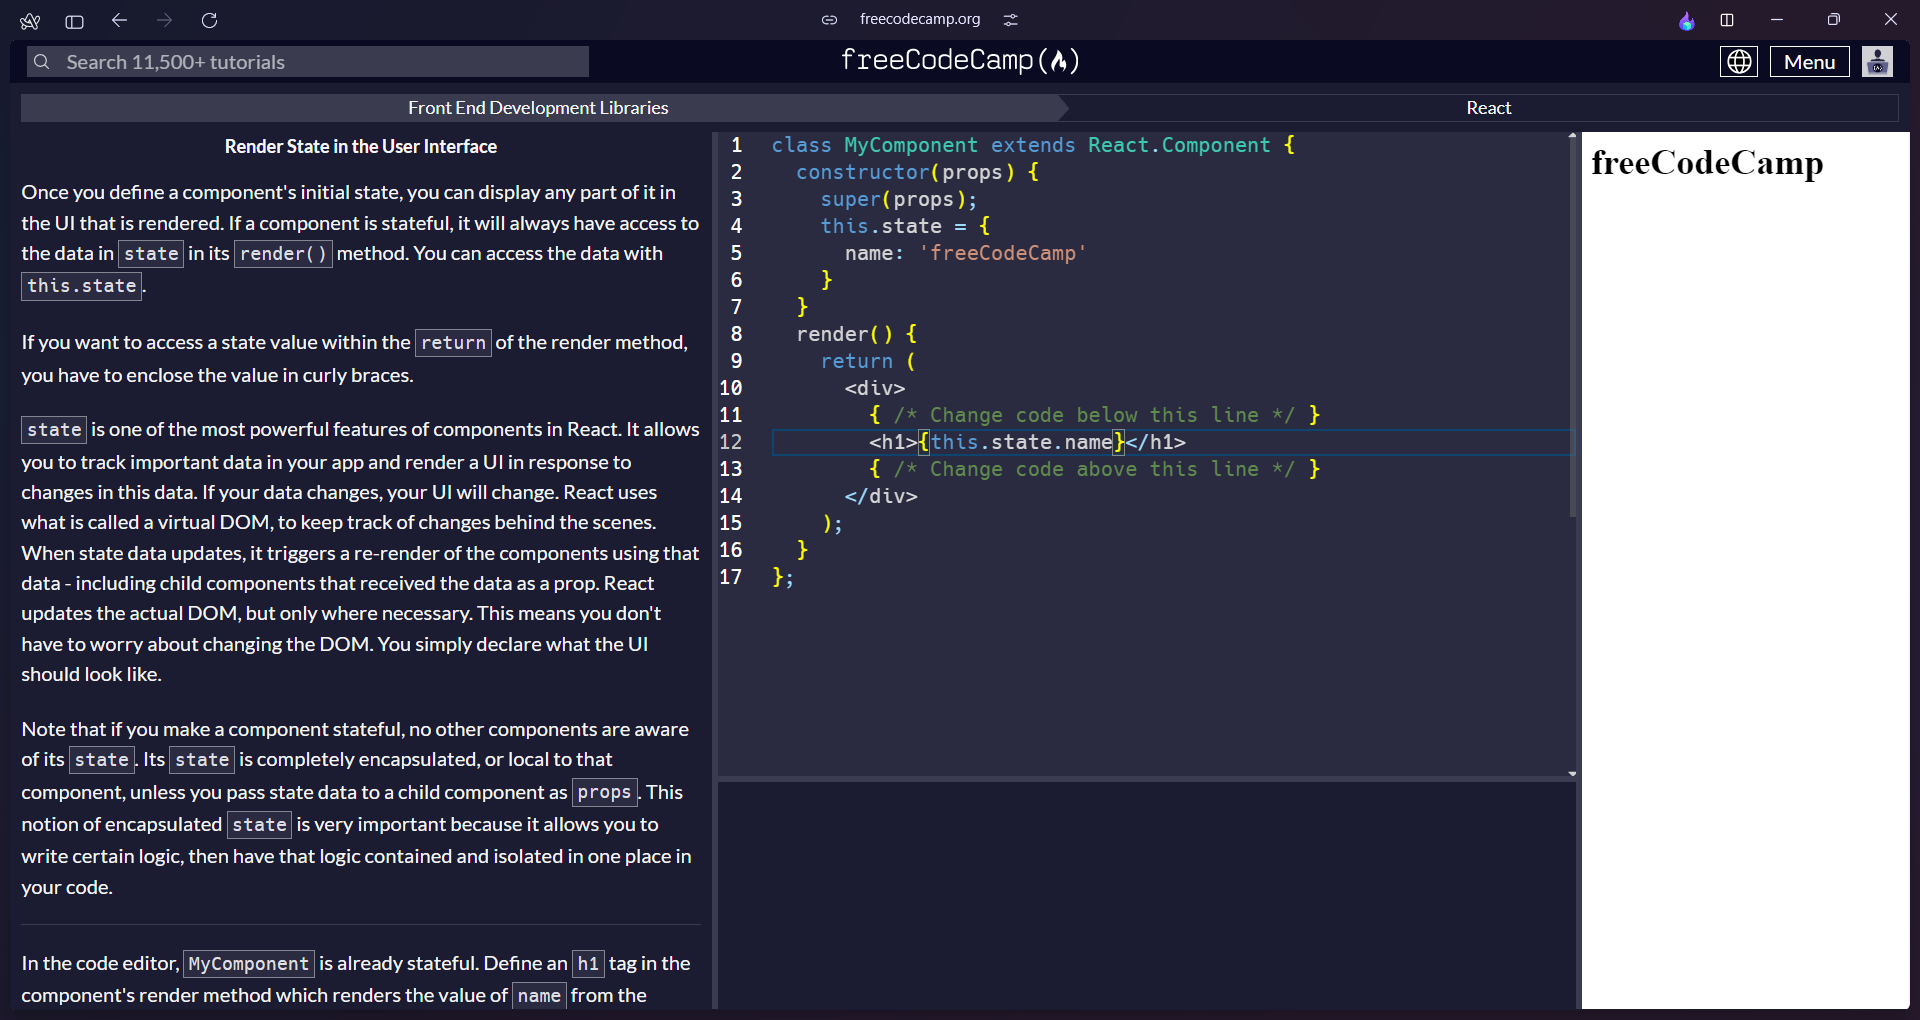 freecodecamp.org
Search 11,500+ tutorials
freeCodeCamp(🔥)
Menu
Front End Development Libraries
React
Render State in the User Interface
Once you define a component's initial state, you can display any part of it in
the UI that is rendered. If a component is stateful, it will always have access to
the data in state in its render() method. You can access the data with
this.state.
If you want to access a state value within the return of the render method,
you have to enclose the value in curly braces.
state is one of the most powerful features of components in React. It allows
you to track important data in your app and render a UI in response to
changes in this data. If your data changes, your UI will change. React uses
what is called a virtual DOM, to keep track of changes behind the scenes.
When state data updates, it triggers a re-render of the components using that
data - including child components that received the data as a prop. React
updates the actual DOM, but only where necessary. This means you don't
have to worry about changing the DOM. You simply declare what the UI
should look like.
Note that if you make a component stateful, no other components are aware
of its state. Its state is completely encapsulated, or local to that
component, unless you pass state data to a child component as props. This
notion of encapsulated state is very important because it allows you to
write certain logic, then have that logic contained and isolated in one place in
your code.
In the code editor, MyComponent is already stateful. Define an h1 tag in the
component's render method which renders the value of name from the
1 class MyComponent extends React.Component {
2   constructor(props) {
3     super(props);
4     this.state = {
5       name: 'freeCodeCamp'
6     }
7   }
8   render() {
9     return (
10       <div>
11         { /* Change code below this line */ }
12         <h1>{this.state.name}</h1>
13         { /* Change code above this line */ }
14       </div>
15     );
16   }
17 };
freeCodeCamp